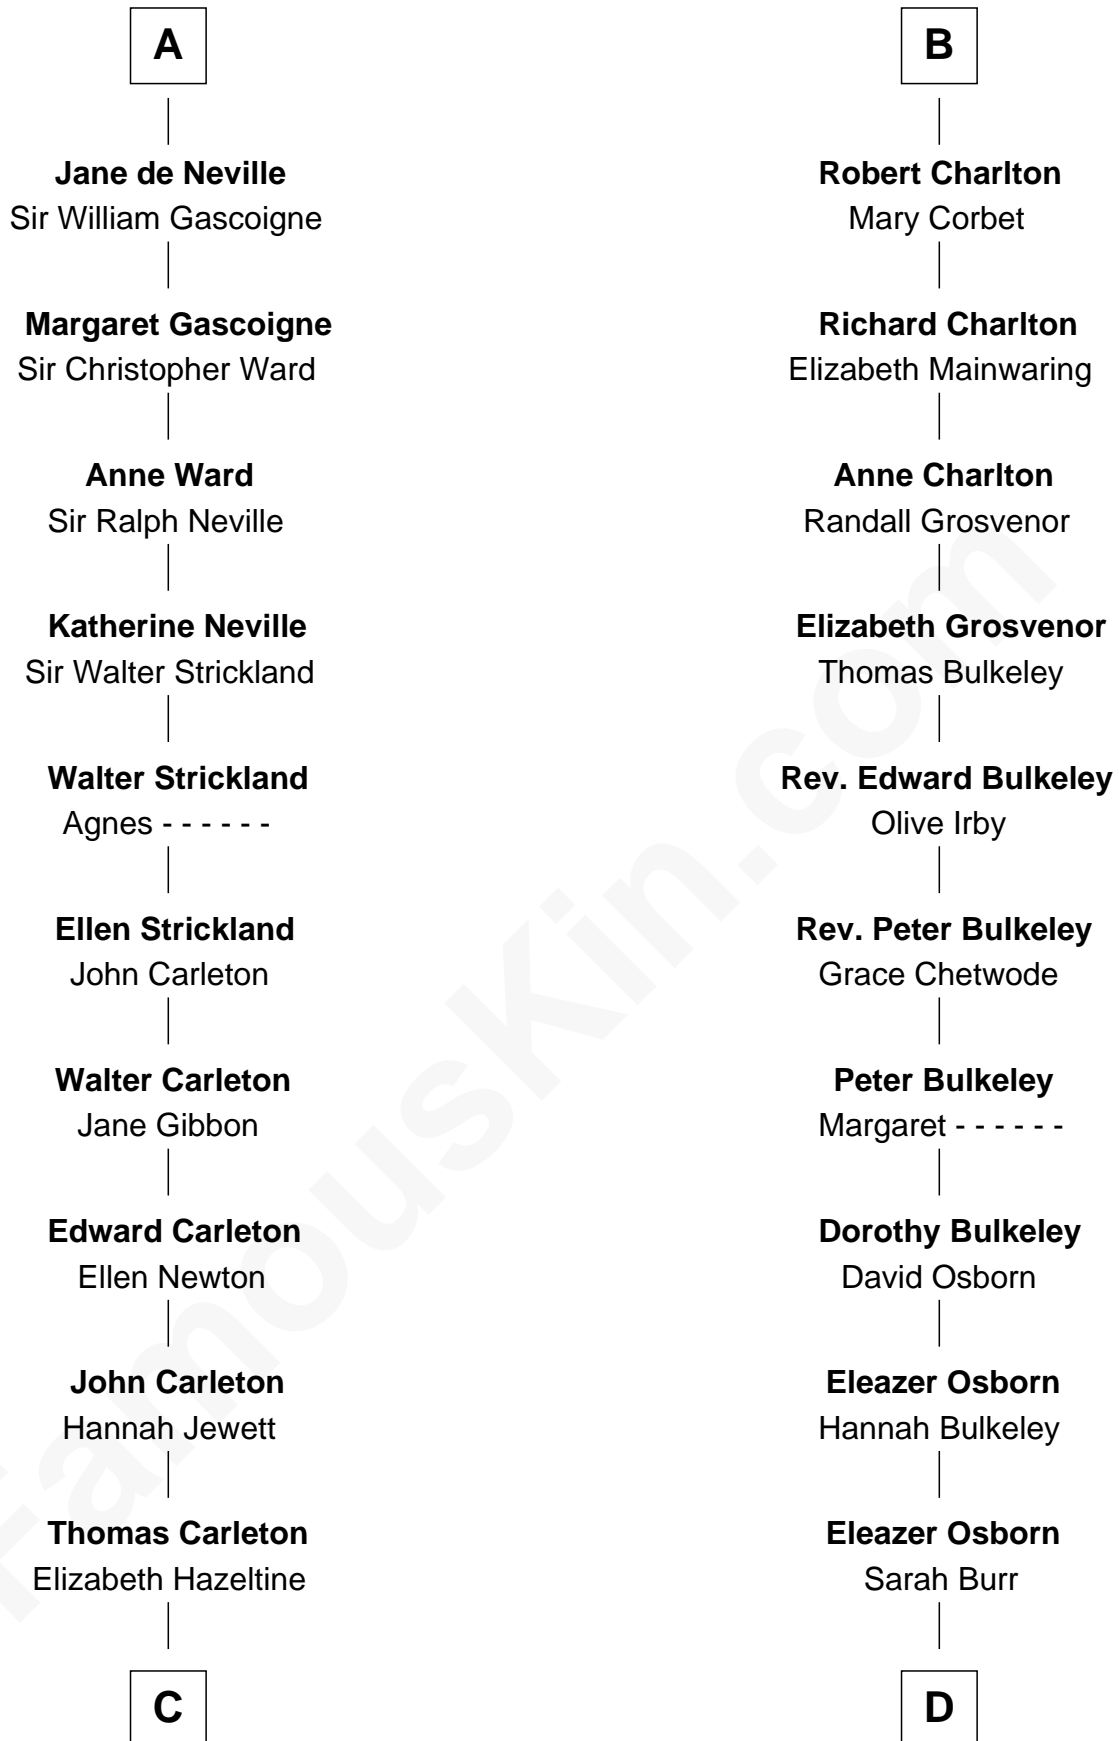 A
Jane de Neville
Sir William Gascoigne
Margaret Gascoigne
Sir Christopher Ward
Anne Ward
Sir Ralph Neville
Katherine Neville
Sir Walter Strickland
Walter Strickland
Agnes - - - - - -
Ellen Strickland
John Carleton
Walter Carleton
Jane Gibbon
Edward Carleton
Ellen Newton
John Carleton
Hannah Jewett
Thomas Carleton
Elizabeth Hazeltine
C
B
Robert Charlton
Mary Corbet
Richard Charlton
Elizabeth Mainwaring
Anne Charlton
Randall Grosvenor
Elizabeth Grosvenor
Thomas Bulkeley
Rev. Edward Bulkeley
Olive Irby
Rev. Peter Bulkeley
Grace Chetwode
Peter Bulkeley
Margaret - - - - - -
Dorothy Bulkeley
David Osborn
Eleazer Osborn
Hannah Bulkeley
Eleazer Osborn
Sarah Burr
D
FamousKin.com